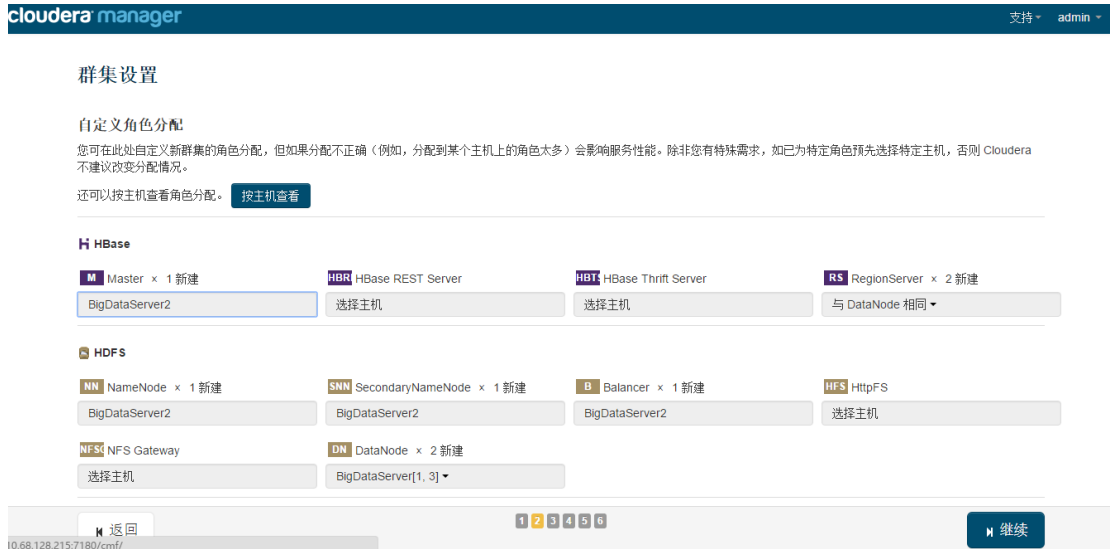 cloudera manager
支持 admin
群集设置
自定义角色分配
您可在此处自定义新群集的角色分配，但如果分配不正确（例如，分配到某个主机上的角色太多）会影响服务性能。除非您有特殊需求，如已为特定角色预先选择特定主机，否则 Cloudera
不建议改变分配情况。
还可以按主机查看角色分配。 按主机查看
H HBase
M Master × 1 新建 HBR HBase REST Server HBTS HBase Thrift Server RS RegionServer × 2 新建
BigDataServer2 选择主机 选择主机 与 DataNode 相同
HDFS
NN NameNode × 1 新建 SNN SecondaryNameNode × 1 新建 B Balancer × 1 新建 HFS HttpFS
BigDataServer2 BigDataServer2 BigDataServer2 选择主机
NFSG NFS Gateway DN DataNode × 2 新建
选择主机 BigDataServer[1, 3]
返回 1 2 3 4 5 6 继续
10.68.128.215:7180/cmf/